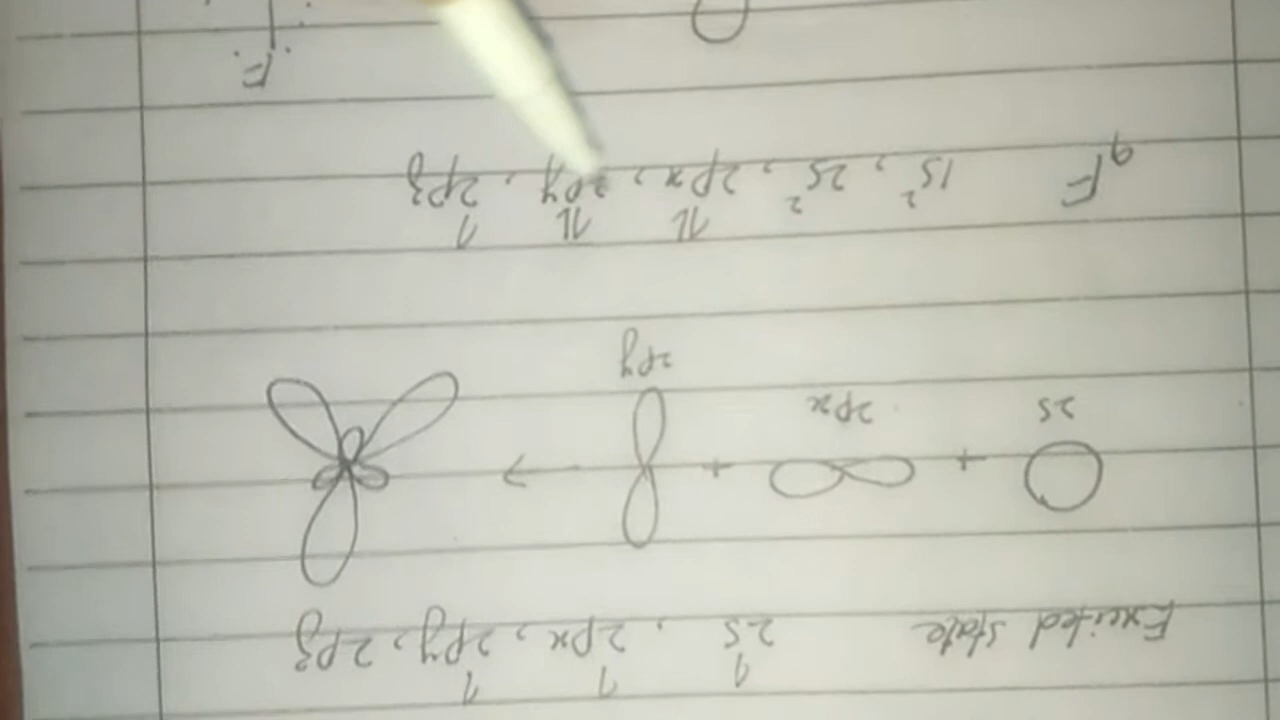 ↿ ↿ ↿
Excited state 2s, 2px, 2py, 2pz
+ + →
2s 2px 2py
⥮ ⥮ ↿
₉F 1s², 2s², 2px, 2py, 2pz
F